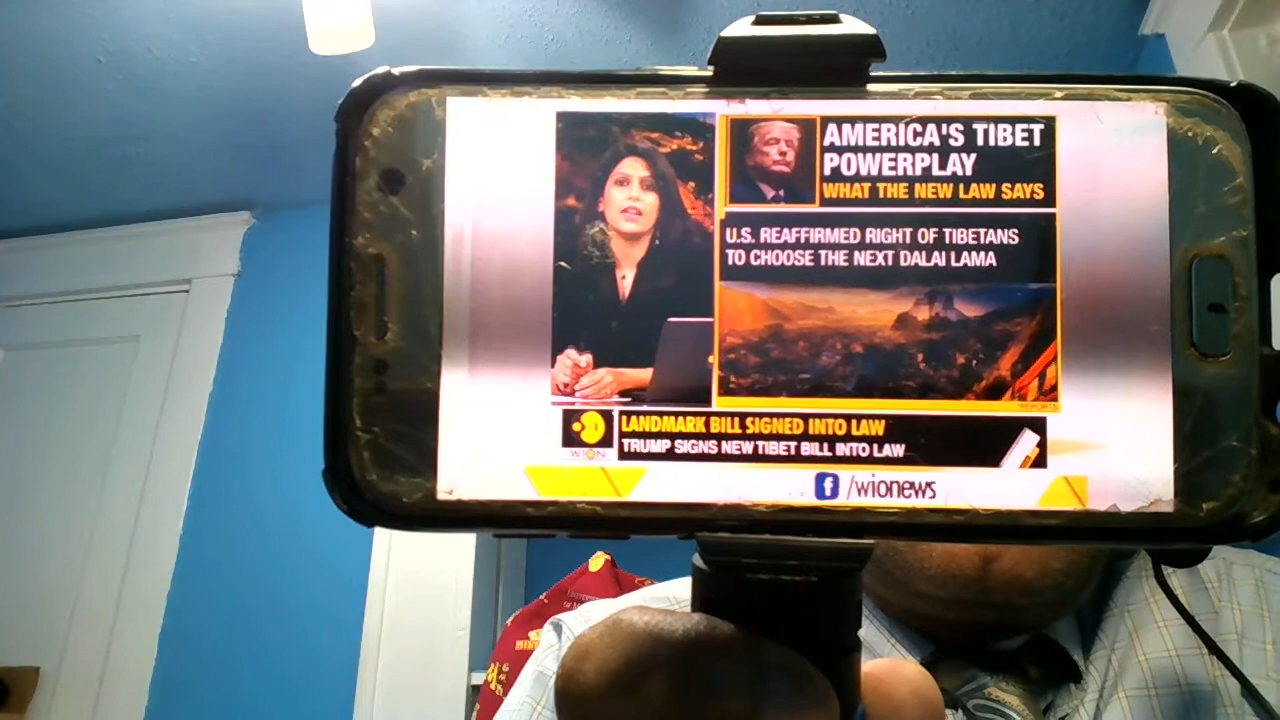 AMERICA'S TIBET
POWERPLAY
WHAT THE NEW LAW SAYS
U.S. REAFFIRMED RIGHT OF TIBETANS
TO CHOOSE THE NEXT DALAI LAMA
REPORTS
LANDMARK BILL SIGNED INTO LAW
TRUMP SIGNS NEW TIBET BILL INTO LAW
WION
f /wionews